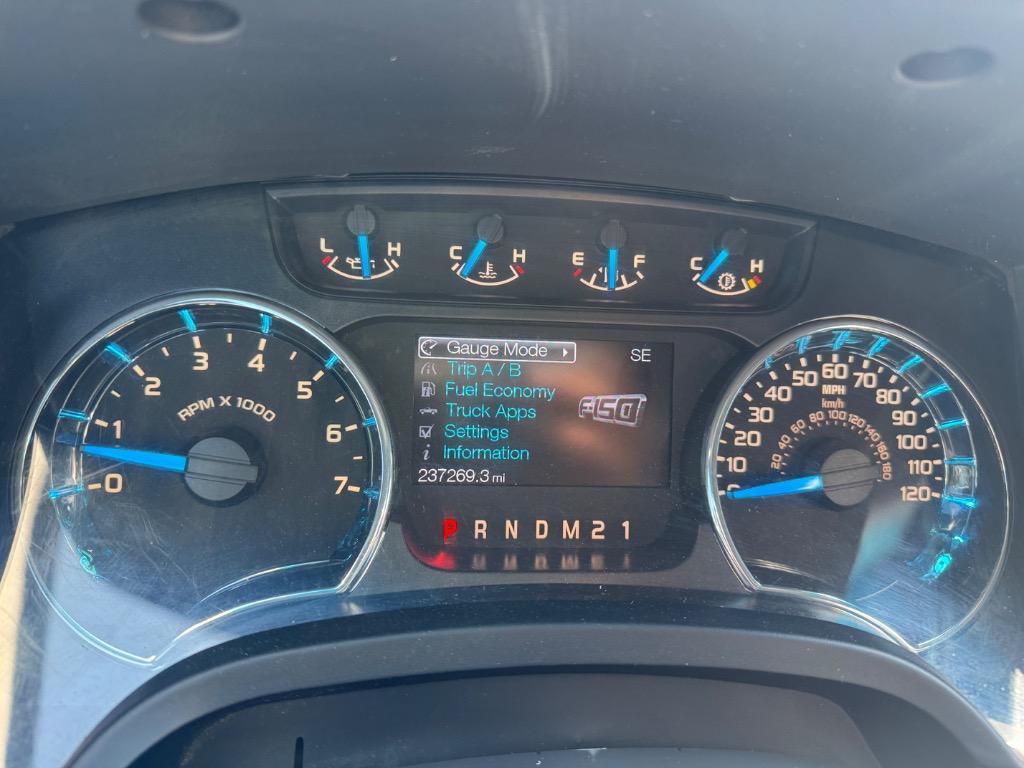 L H
C H
E F
C H
Gauge Mode
SE
Trip A / B
Fuel Economy
F150
Truck Apps
Settings
Information
237269.3 mi
P R N D M 2 1
0 1 2 3 4 5 6 7
RPM X 1000
0 10 20 30 40 50 60 70 80 90 100 110 120
MPH
km/h
20 40 60 80 100 120 140 160 180